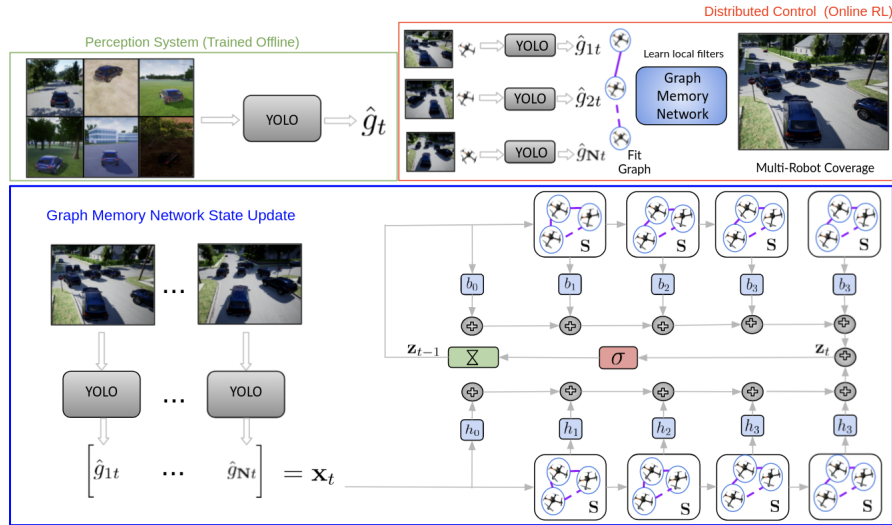 Distributed Control (Online RL)
Perception System (Trained Offline)
YOLO
ĝt
YOLO
ĝ1t
YOLO
ĝ2t
YOLO
ĝNt
Fit
Graph
Learn local filters
Graph
Memory
Network
Multi-Robot Coverage
Graph Memory Network State Update
...
YOLO
...
YOLO
[ĝ1t ... ĝNt] = xt
S
S
S
S
b0
b1
b2
b3
b3
zt-1
σ
zt
h0
h1
h2
h3
h3
S
S
S
S